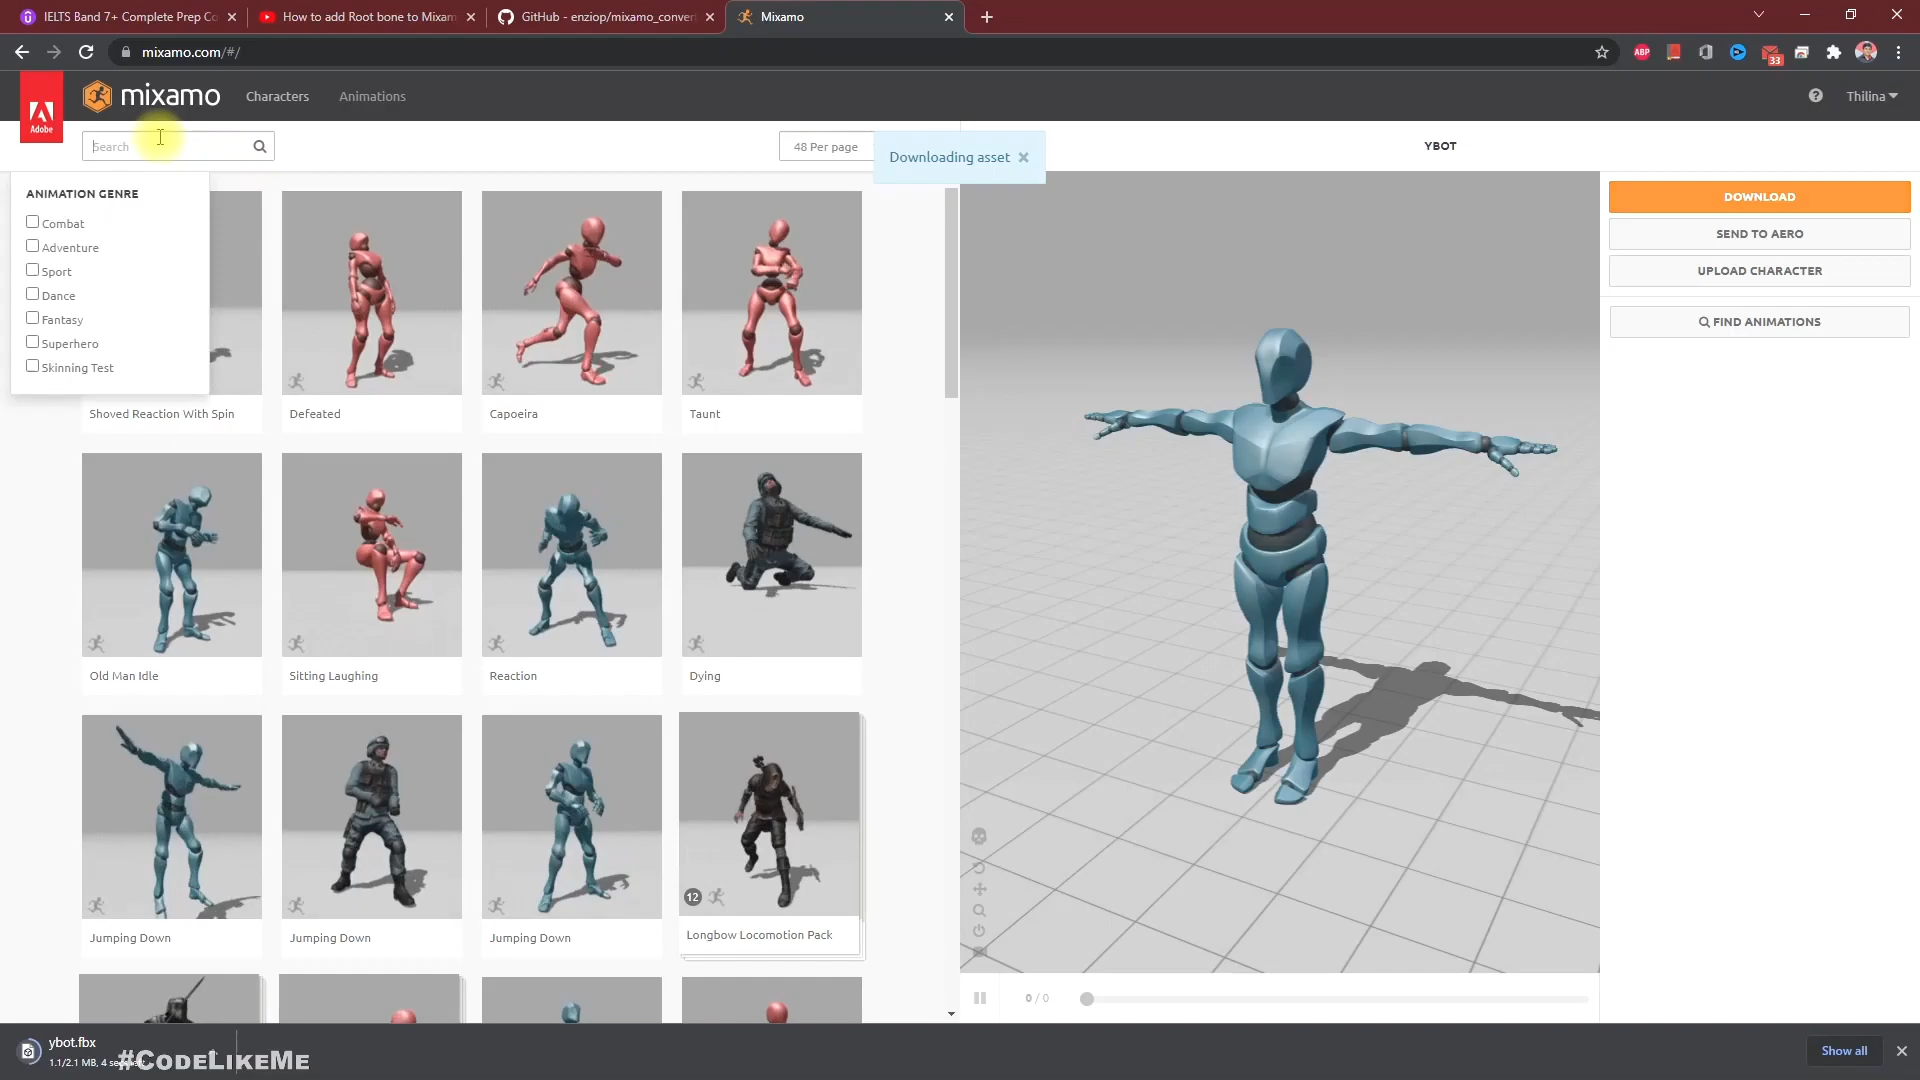 IELTS Band 7+ Complete Prep Co
How to add Root bone to Mixam
GitHub - enziop/mixamo_convert
Mixamo
mixamo.com/#/
ABP
33
Adobe
mixamo
Characters
Animations
Thilina
Search
48 Per page
Downloading asset
YBOT
ANIMATION GENRE
Combat
Adventure
Sport
Dance
Fantasy
Superhero
Skinning Test
DOWNLOAD
SEND TO AERO
UPLOAD CHARACTER
FIND ANIMATIONS
Shoved Reaction With Spin
Defeated
Capoeira
Taunt
Old Man Idle
Sitting Laughing
Reaction
Dying
12
Jumping Down
Jumping Down
Jumping Down
Longbow Locomotion Pack
0 / 0
ybot.fbx
1.1/2.1 MB, 4
#CodeLikeMe
Show all